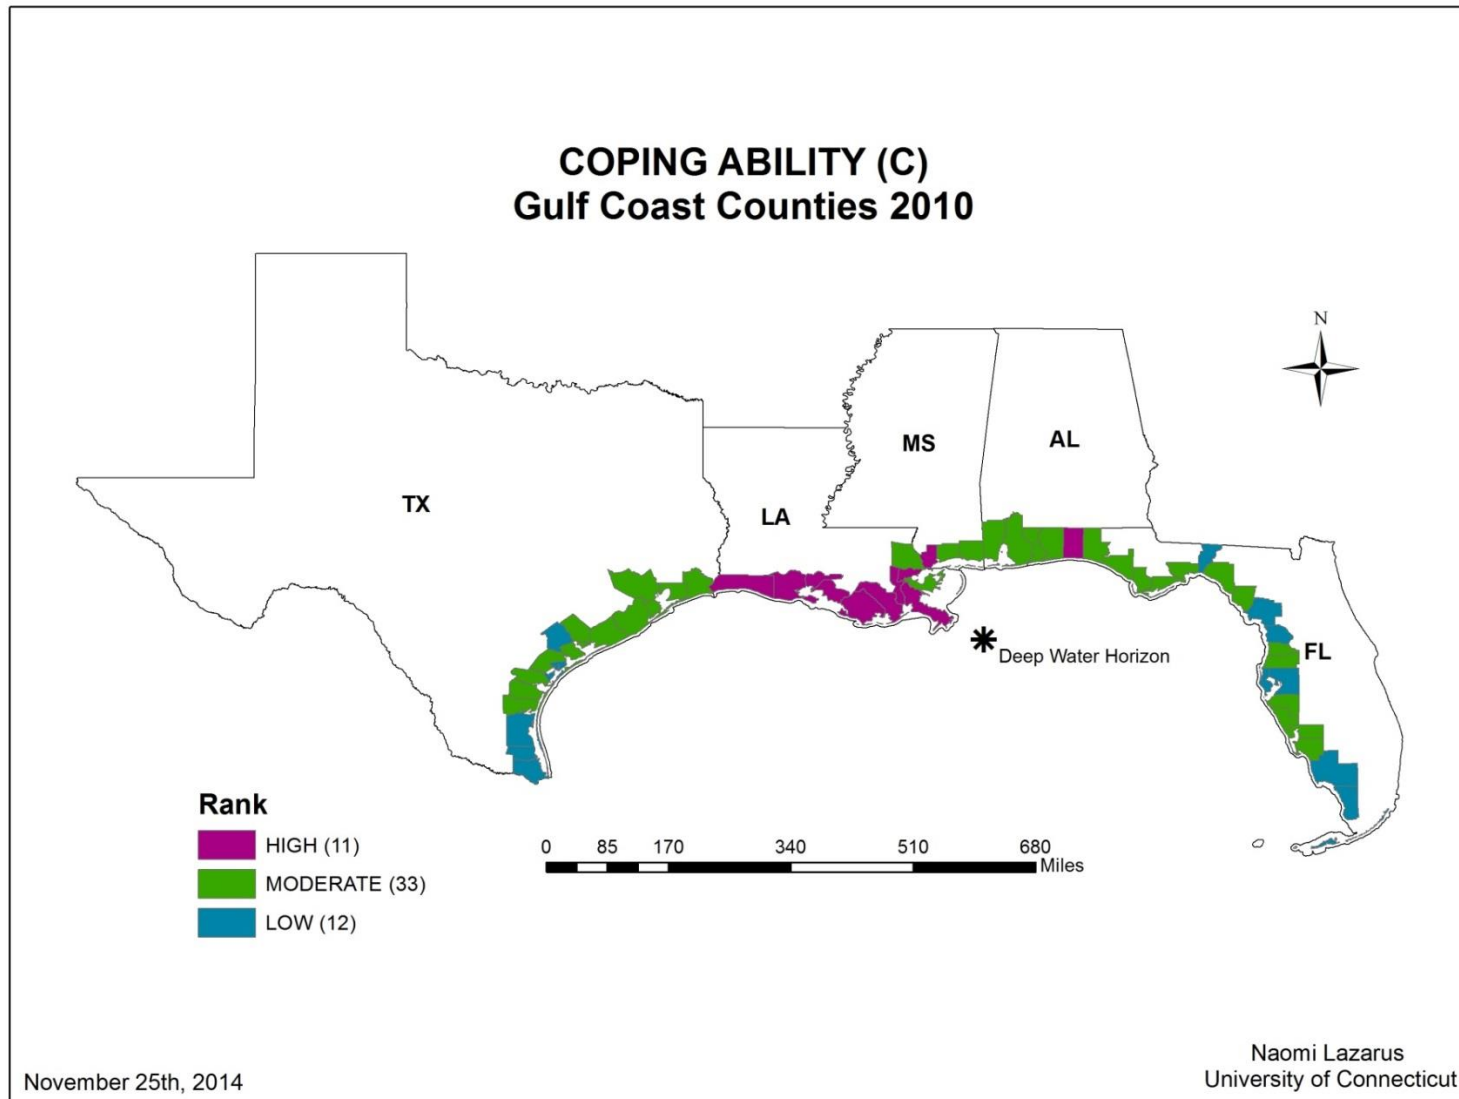 COPING ABILITY (C)
Gulf Coast Counties 2010
N
MS
AL
TX
LA
FL
Deep Water Horizon
Rank
HIGH (11)
MODERATE (33)
LOW (12)
0 85 170 340 510 680
Miles
November 25th, 2014
Naomi Lazarus
University of Connecticut